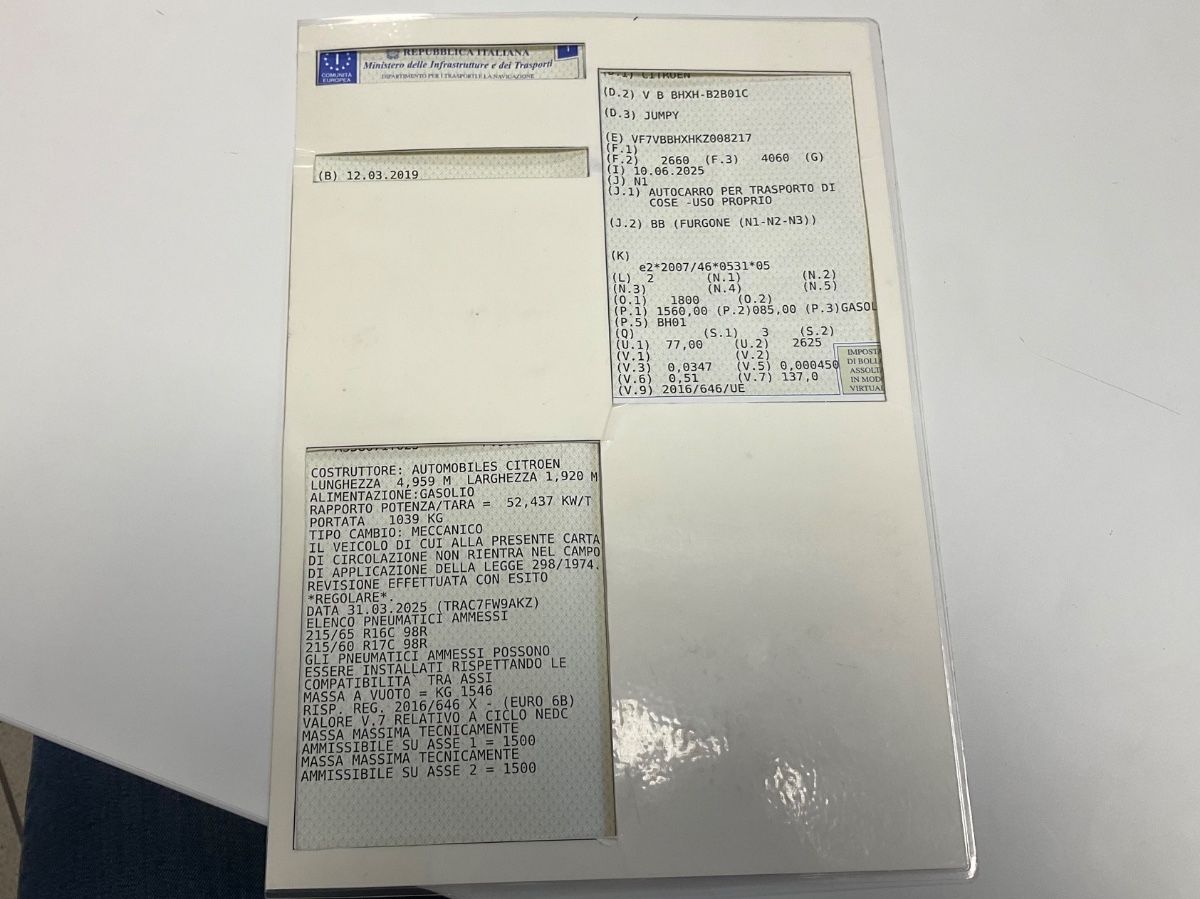 REPUBBLICA ITALIANA
Ministero delle Infrastrutture e dei Trasporti
DIPARTIMENTO PER I TRASPORTI E LA NAVIGAZIONE
COMUNITÀ
EUROPEA
(B) 12.03.2019
CITROEN
(D.2) V B BHXH-B2B01C
(D.3) JUMPY
(E) VF7VBBHXHKZ008217
(F.1)
(F.2) 2660 (F.3) 4060 (G)
(I) 10.06.2025
(J) N1
(J.1) AUTOCARRO PER TRASPORTO DI
COSE -USO PROPRIO
(J.2) BB (FURGONE (N1-N2-N3))
(K)
e2*2007/46*0531*05
(L) 2 (N.1) (N.2)
(N.3) (N.4) (N.5)
(O.1) 1800 (O.2)
(P.1) 1560,00 (P.2)085,00 (P.3)GASOL
(P.5) BH01
(Q) (S.1) 3 (S.2)
(U.1) 77,00 (U.2) 2625
(V.1) (V.2)
(V.3) 0,0347 (V.5) 0,000450
(V.6) 0,51 (V.7) 137,0
(V.9) 2016/646/UE
IMPOSTA
DI BOLL
ASSOLT
IN MOD
VIRTUAL
COSTRUTTORE: AUTOMOBILES CITROEN
LUNGHEZZA 4,959 M LARGHEZZA 1,920 M
ALIMENTAZIONE:GASOLIO
RAPPORTO POTENZA/TARA = 52,437 KW/T
PORTATA 1039 KG
TIPO CAMBIO: MECCANICO
IL VEICOLO DI CUI ALLA PRESENTE CARTA
DI CIRCOLAZIONE NON RIENTRA NEL CAMPO
DI APPLICAZIONE DELLA LEGGE 298/1974.
REVISIONE EFFETTUATA CON ESITO
*REGOLARE*.
DATA 31.03.2025 (TRAC7FW9AKZ)
ELENCO PNEUMATICI AMMESSI
215/65 R16C 98R
215/60 R17C 98R
GLI PNEUMATICI AMMESSI POSSONO
ESSERE INSTALLATI RISPETTANDO LE
COMPATIBILITA` TRA ASSI
MASSA A VUOTO = KG 1546
RISP. REG. 2016/646 X - (EURO 6B)
VALORE V.7 RELATIVO A CICLO NEDC
MASSA MASSIMA TECNICAMENTE
AMMISSIBILE SU ASSE 1 = 1500
MASSA MASSIMA TECNICAMENTE
AMMISSIBILE SU ASSE 2 = 1500